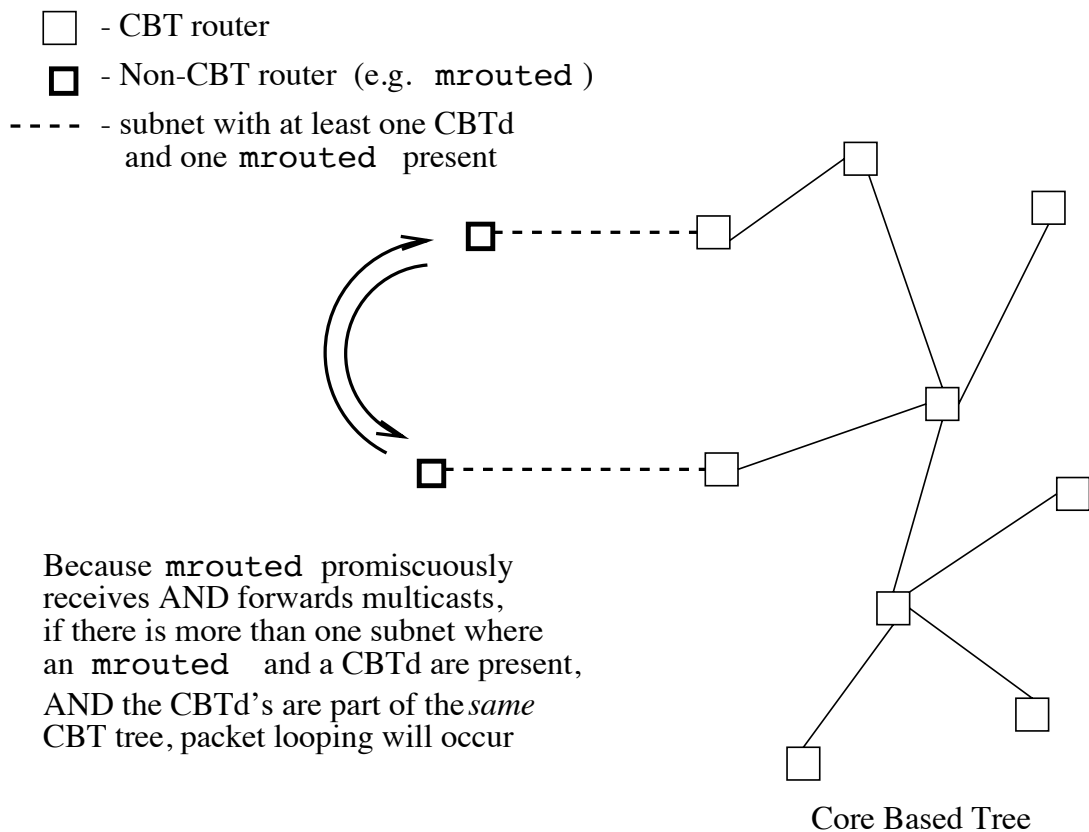 - CBT router
- Non-CBT router (e.g. mrouted )
- subnet with at least one CBTd
and one mrouted present
Because mrouted promiscuously
receives AND forwards multicasts,
if there is more than one subnet where
an mrouted and a CBTd are present,
AND the CBTd's are part of the same
CBT tree, packet looping will occur
Core Based Tree